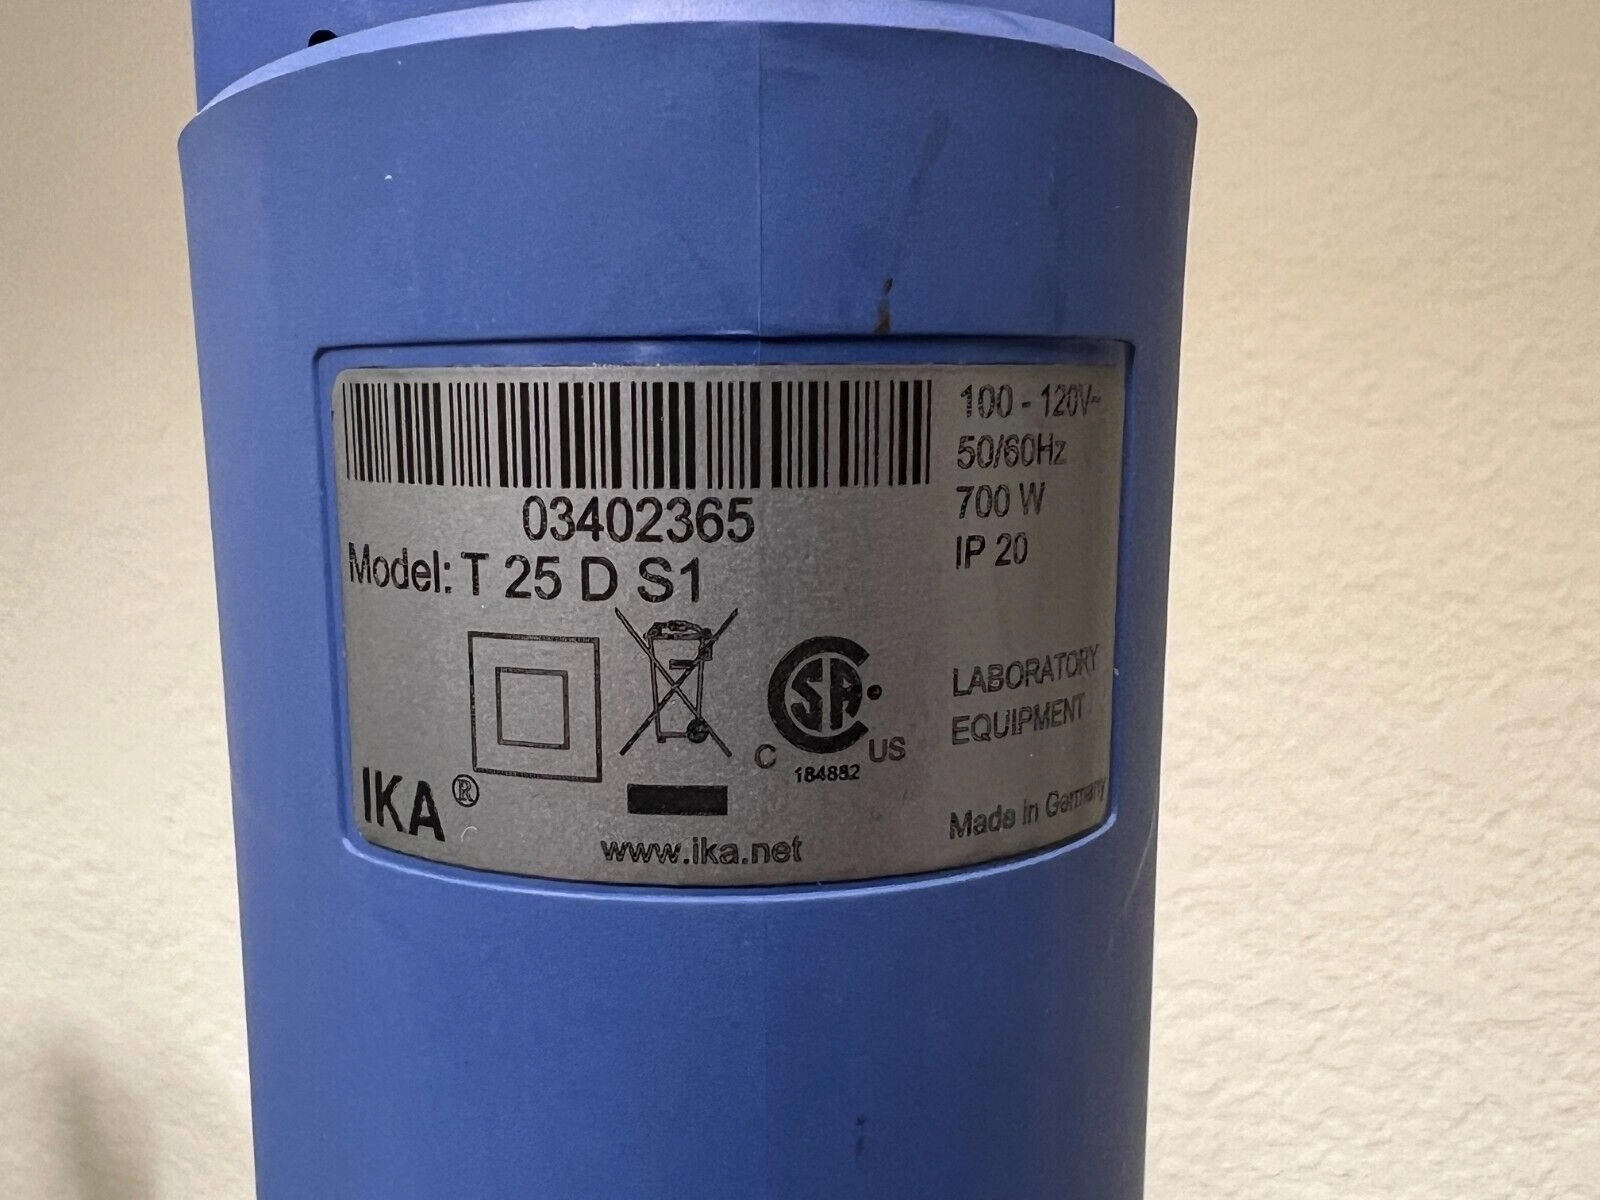 03402365
Model: T 25 D S1
100 - 120V~
50/60Hz
700 W
IP 20
LABORATORY
EQUIPMENT
Made in Germany
C SA US
184882
IKA®
www.ika.net